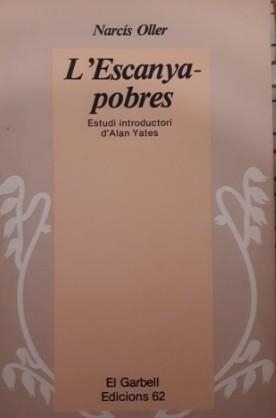 Narcís Oller
L'Escanya-
pobres
Estudi introductori
d'Alan Yates
El Garbell
Edicions 62